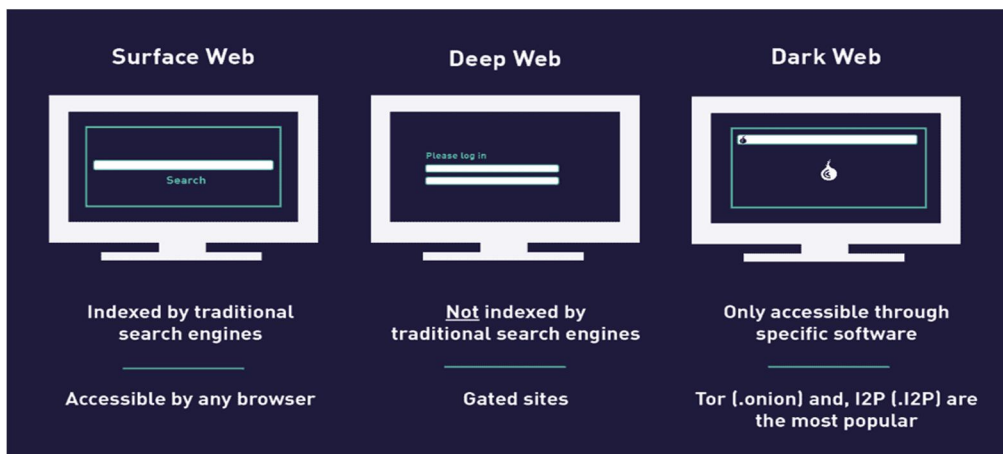 Surface Web
Search
Indexed by traditional
search engines
Accessible by any browser
Deep Web
Please log in
Not indexed by
traditional search engines
Gated sites
Dark Web
Only accessible through
specific software
Tor (.onion) and, I2P (.I2P) are
the most popular